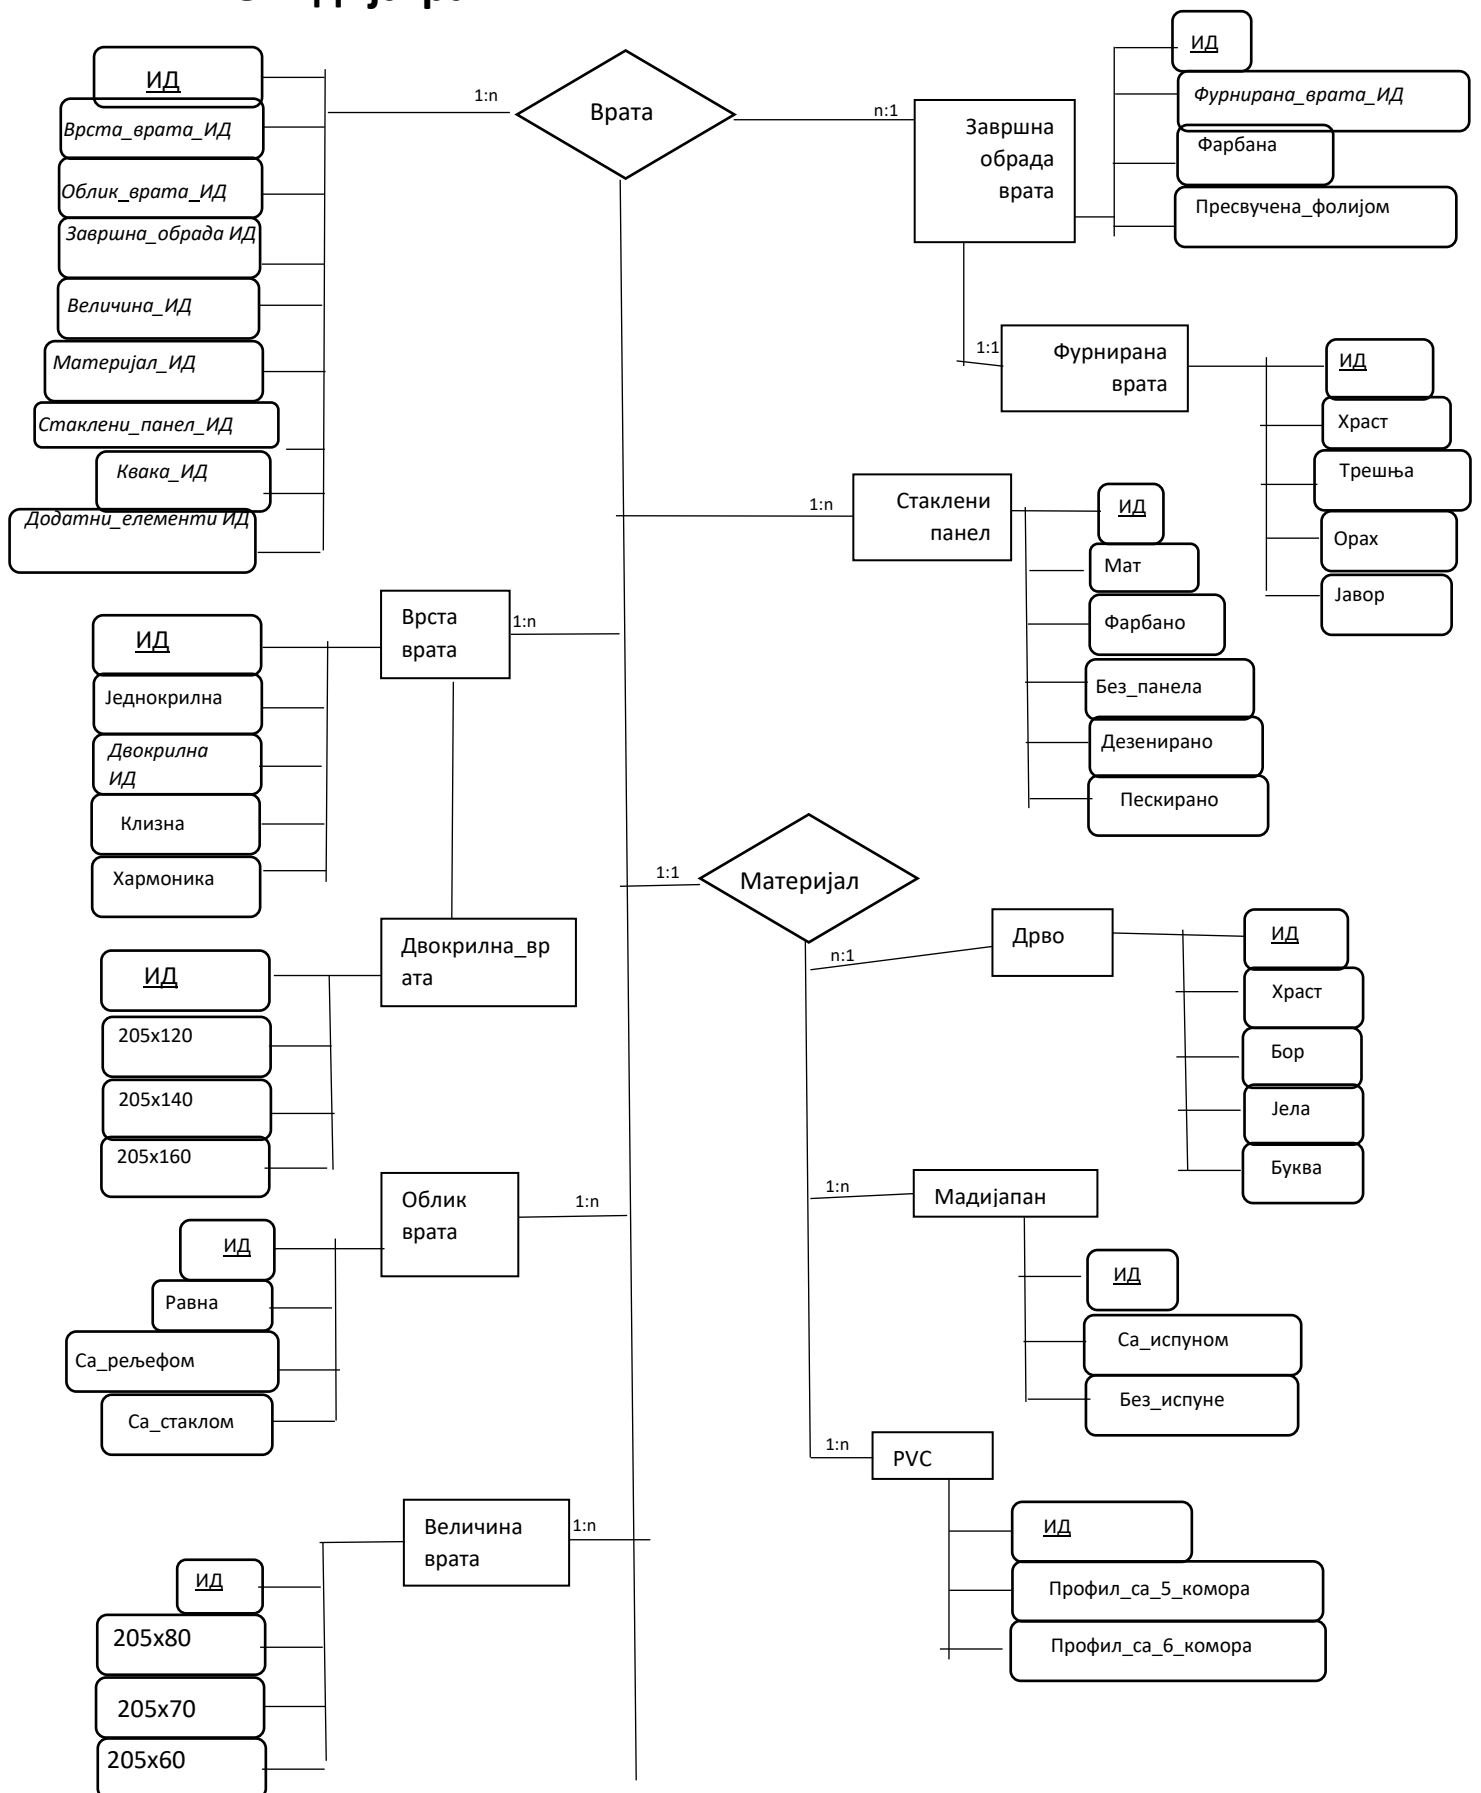 ИД
Врста_врата_ИД
Облик_врата_ИД
Завршна_обрада ИД
Величина_ИД
Материјал_ИД
Стаклени_панел_ИД
Квака_ИД
Додатни_елементи ИД
1:n
Врата
n:1
Завршна
обрада
врата
ИД
Фурнирана_врата_ИД
Фарбана
Пресвучена_фолијом
1:1
Фурнирана
врата
ИД
Храст
Трешња
Орах
Јавор
1:n
Стаклени
панел
ИД
Мат
Фарбано
Без_панела
Дезенирано
Пескирано
Врста
врата
1:n
ИД
Једнокрилна
Двокрилна
ИД
Клизна
Хармоника
Двокрилна_вр
ата
ИД
205x120
205x140
205x160
1:1
Материјал
n:1
Дрво
ИД
Храст
Бор
Јела
Буква
1:n
Мадијапан
ИД
Са_испуном
Без_испуне
1:n
PVC
ИД
Профил_са_5_комора
Профил_са_6_комора
Облик
врата
1:n
ИД
Равна
Са_рељефом
Са_стаклом
Величина
врата
1:n
ИД
205x80
205x70
205x60